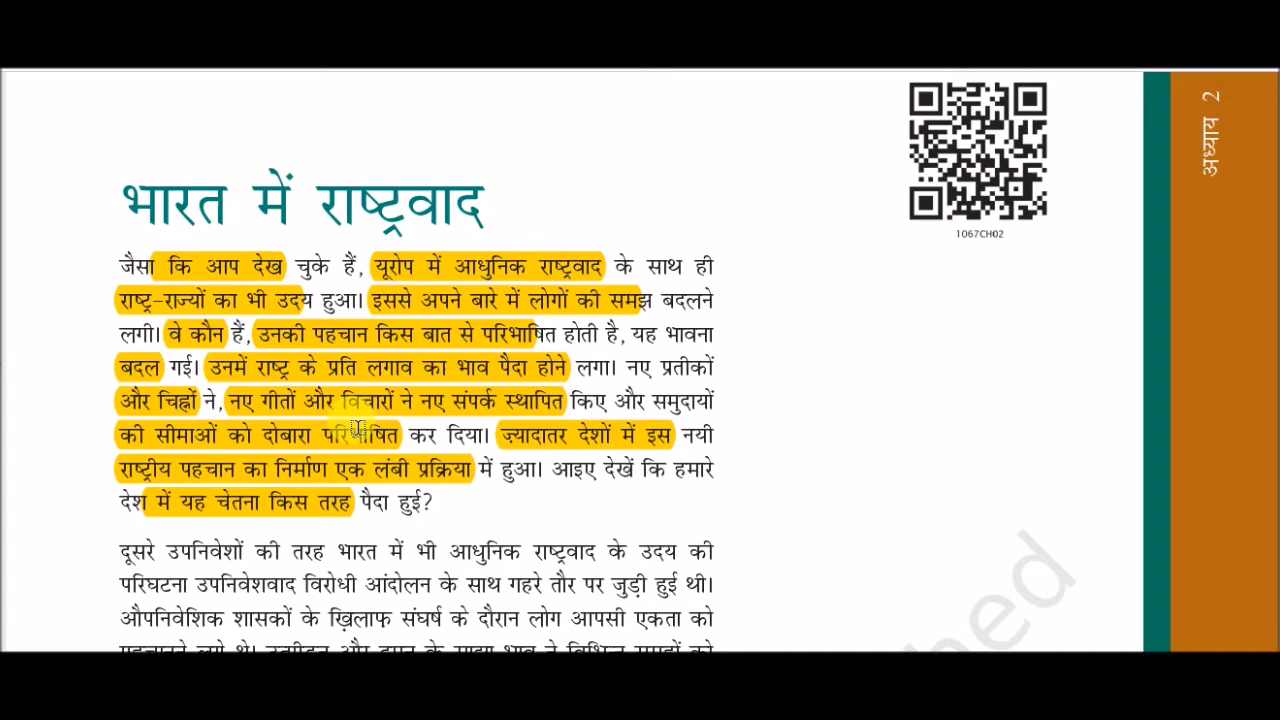 अध्याय 2
1067CH02
भारत में राष्ट्रवाद
जैसा कि आप देख चुके हैं, यूरोप में आधुनिक राष्ट्रवाद के साथ ही
राष्ट्र-राज्यों का भी उदय हुआ। इससे अपने बारे में लोगों की समझ बदलने
लगी। वे कौन हैं, उनकी पहचान किस बात से परिभाषित होती है, यह भावना
बदल गई। उनमें राष्ट्र के प्रति लगाव का भाव पैदा होने लगा। नए प्रतीकों
और चिह्नों ने, नए गीतों और विचारों ने नए संपर्क स्थापित किए और समुदायों
की सीमाओं को दोबारा परिभाषित कर दिया। ज़्यादातर देशों में इस नयी
राष्ट्रीय पहचान का निर्माण एक लंबी प्रक्रिया में हुआ। आइए देखें कि हमारे
देश में यह चेतना किस तरह पैदा हुई?
दूसरे उपनिवेशों की तरह भारत में भी आधुनिक राष्ट्रवाद के उदय की
परिघटना उपनिवेशवाद विरोधी आंदोलन के साथ गहरे तौर पर जुड़ी हुई थी।
औपनिवेशिक शासकों के ख़िलाफ़ संघर्ष के दौरान लोग आपसी एकता को